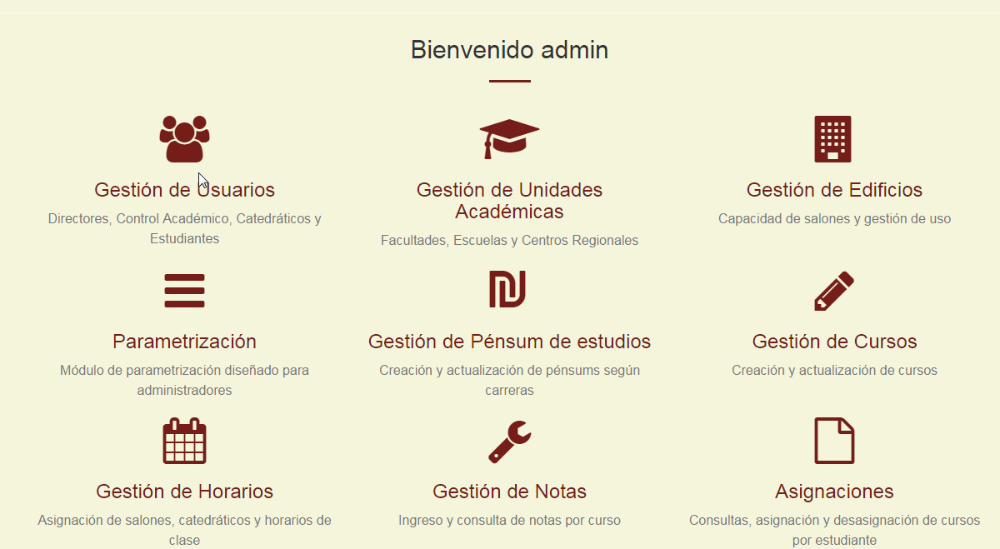 Bienvenido admin
Gestión de Usuarios
Directores, Control Académico, Catedráticos y
Estudiantes
Gestión de Unidades
Académicas
Facultades, Escuelas y Centros Regionales
Gestión de Edificios
Capacidad de salones y gestión de uso
Parametrización
Módulo de parametrización diseñado para
administradores
Gestión de Pénsum de estudios
Creación y actualización de pénsums según
carreras
Gestión de Cursos
Creación y actualización de cursos
Gestión de Horarios
Asignación de salones, catedráticos y horarios de
clase
Gestión de Notas
Ingreso y consulta de notas por curso
Asignaciones
Consultas, asignación y desasignación de cursos
por estudiante